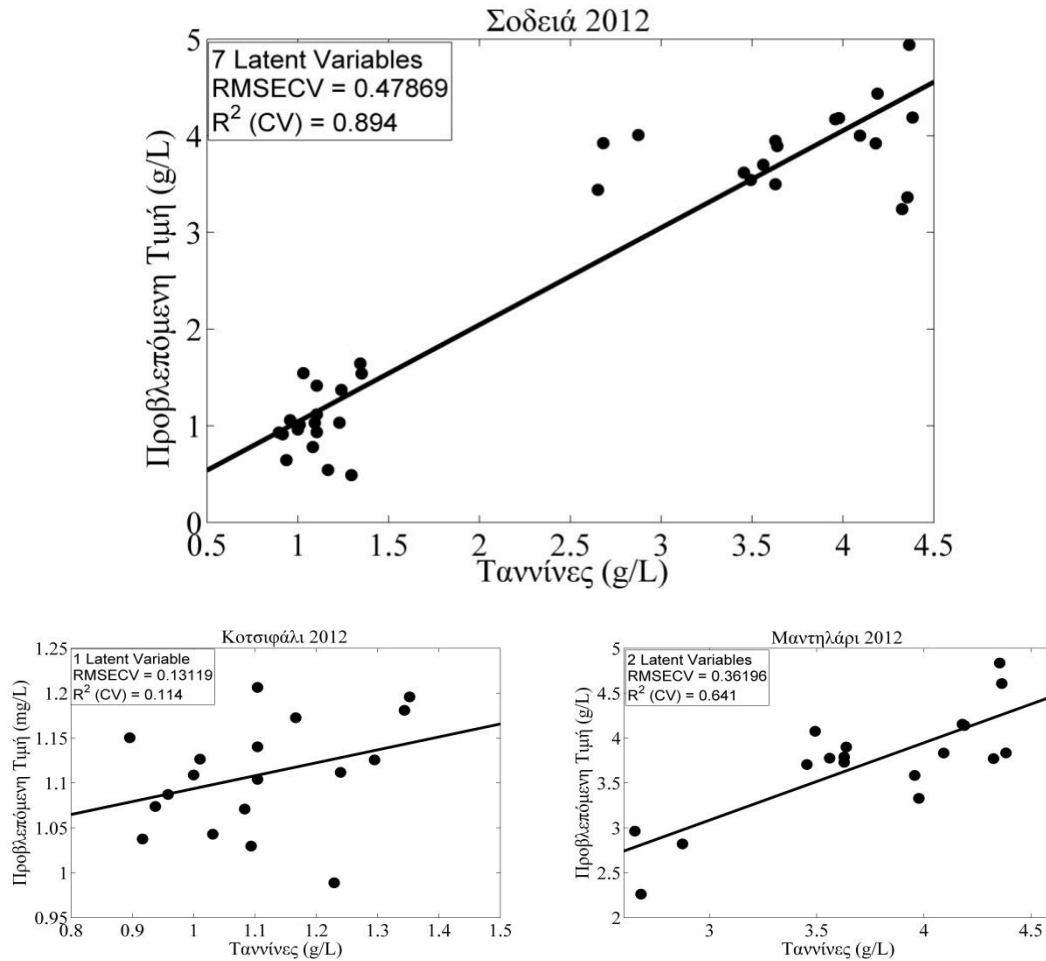 Σοδειά 2012
7 Latent Variables
RMSECV = 0.47869
R² (CV) = 0.894
Προβλεπόμενη Τιμή (g/L)
5
4
3
2
1
0
0.5 1 1.5 2 2.5 3 3.5 4 4.5
Ταννίνες (g/L)
Κοτσιφάλι 2012
1 Latent Variable
RMSECV = 0.13119
R² (CV) = 0.114
Προβλεπόμενη Τιμή (mg/L)
1.25
1.2
1.15
1.1
1.05
1
0.95
0.8 0.9 1 1.1 1.2 1.3 1.4 1.5
Ταννίνες (g/L)
Μαντηλάρι 2012
2 Latent Variables
RMSECV = 0.36196
R² (CV) = 0.641
Προβλεπόμενη Τιμή (g/L)
5
4.5
4
3.5
3
2.5
2
3 3.5 4 4.5
Ταννίνες (g/L)